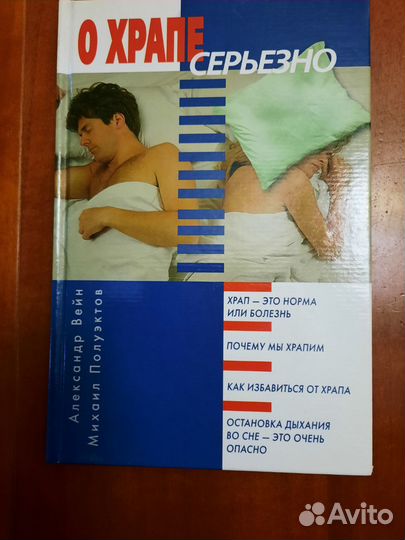 О ХРАПЕ
СЕРЬЕЗНО
Александр Вейн
Михаил Полуэктов
ХРАП – ЭТО НОРМА
ИЛИ БОЛЕЗНЬ
ПОЧЕМУ МЫ ХРАПИМ
КАК ИЗБАВИТЬСЯ ОТ ХРАПА
ОСТАНОВКА ДЫХАНИЯ
ВО СНЕ – ЭТО ОЧЕНЬ
ОПАСНО
Avito